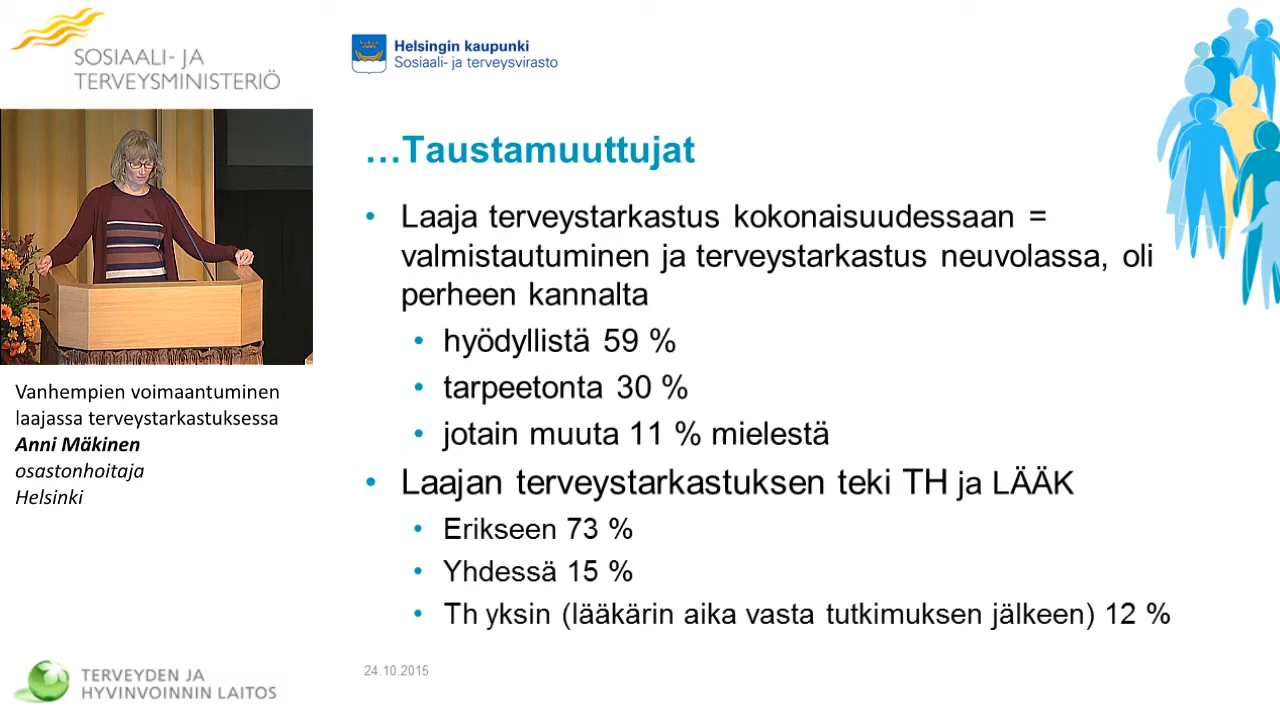 SOSIAALI- JA
TERVEYSMINISTERIÖ
Helsingin kaupunki
Sosiaali- ja terveysvirasto
...Taustamuuttujat
• Laaja terveystarkastus kokonaisuudessaan =
valmistautuminen ja terveystarkastus neuvolassa, oli
perheen kannalta
• hyödyllistä 59 %
• tarpeetonta 30 %
• jotain muuta 11 % mielestä
• Laajan terveystarkastuksen teki TH ja LÄÄK
• Erikseen 73 %
• Yhdessä 15 %
• Th yksin (lääkärin aika vasta tutkimuksen jälkeen) 12 %
24.10.2015
Vanhempien voimaantuminen
laajassa terveystarkastuksessa
Anni Mäkinen
osastonhoitaja
Helsinki
TERVEYDEN JA
HYVINVOINNIN LAITOS